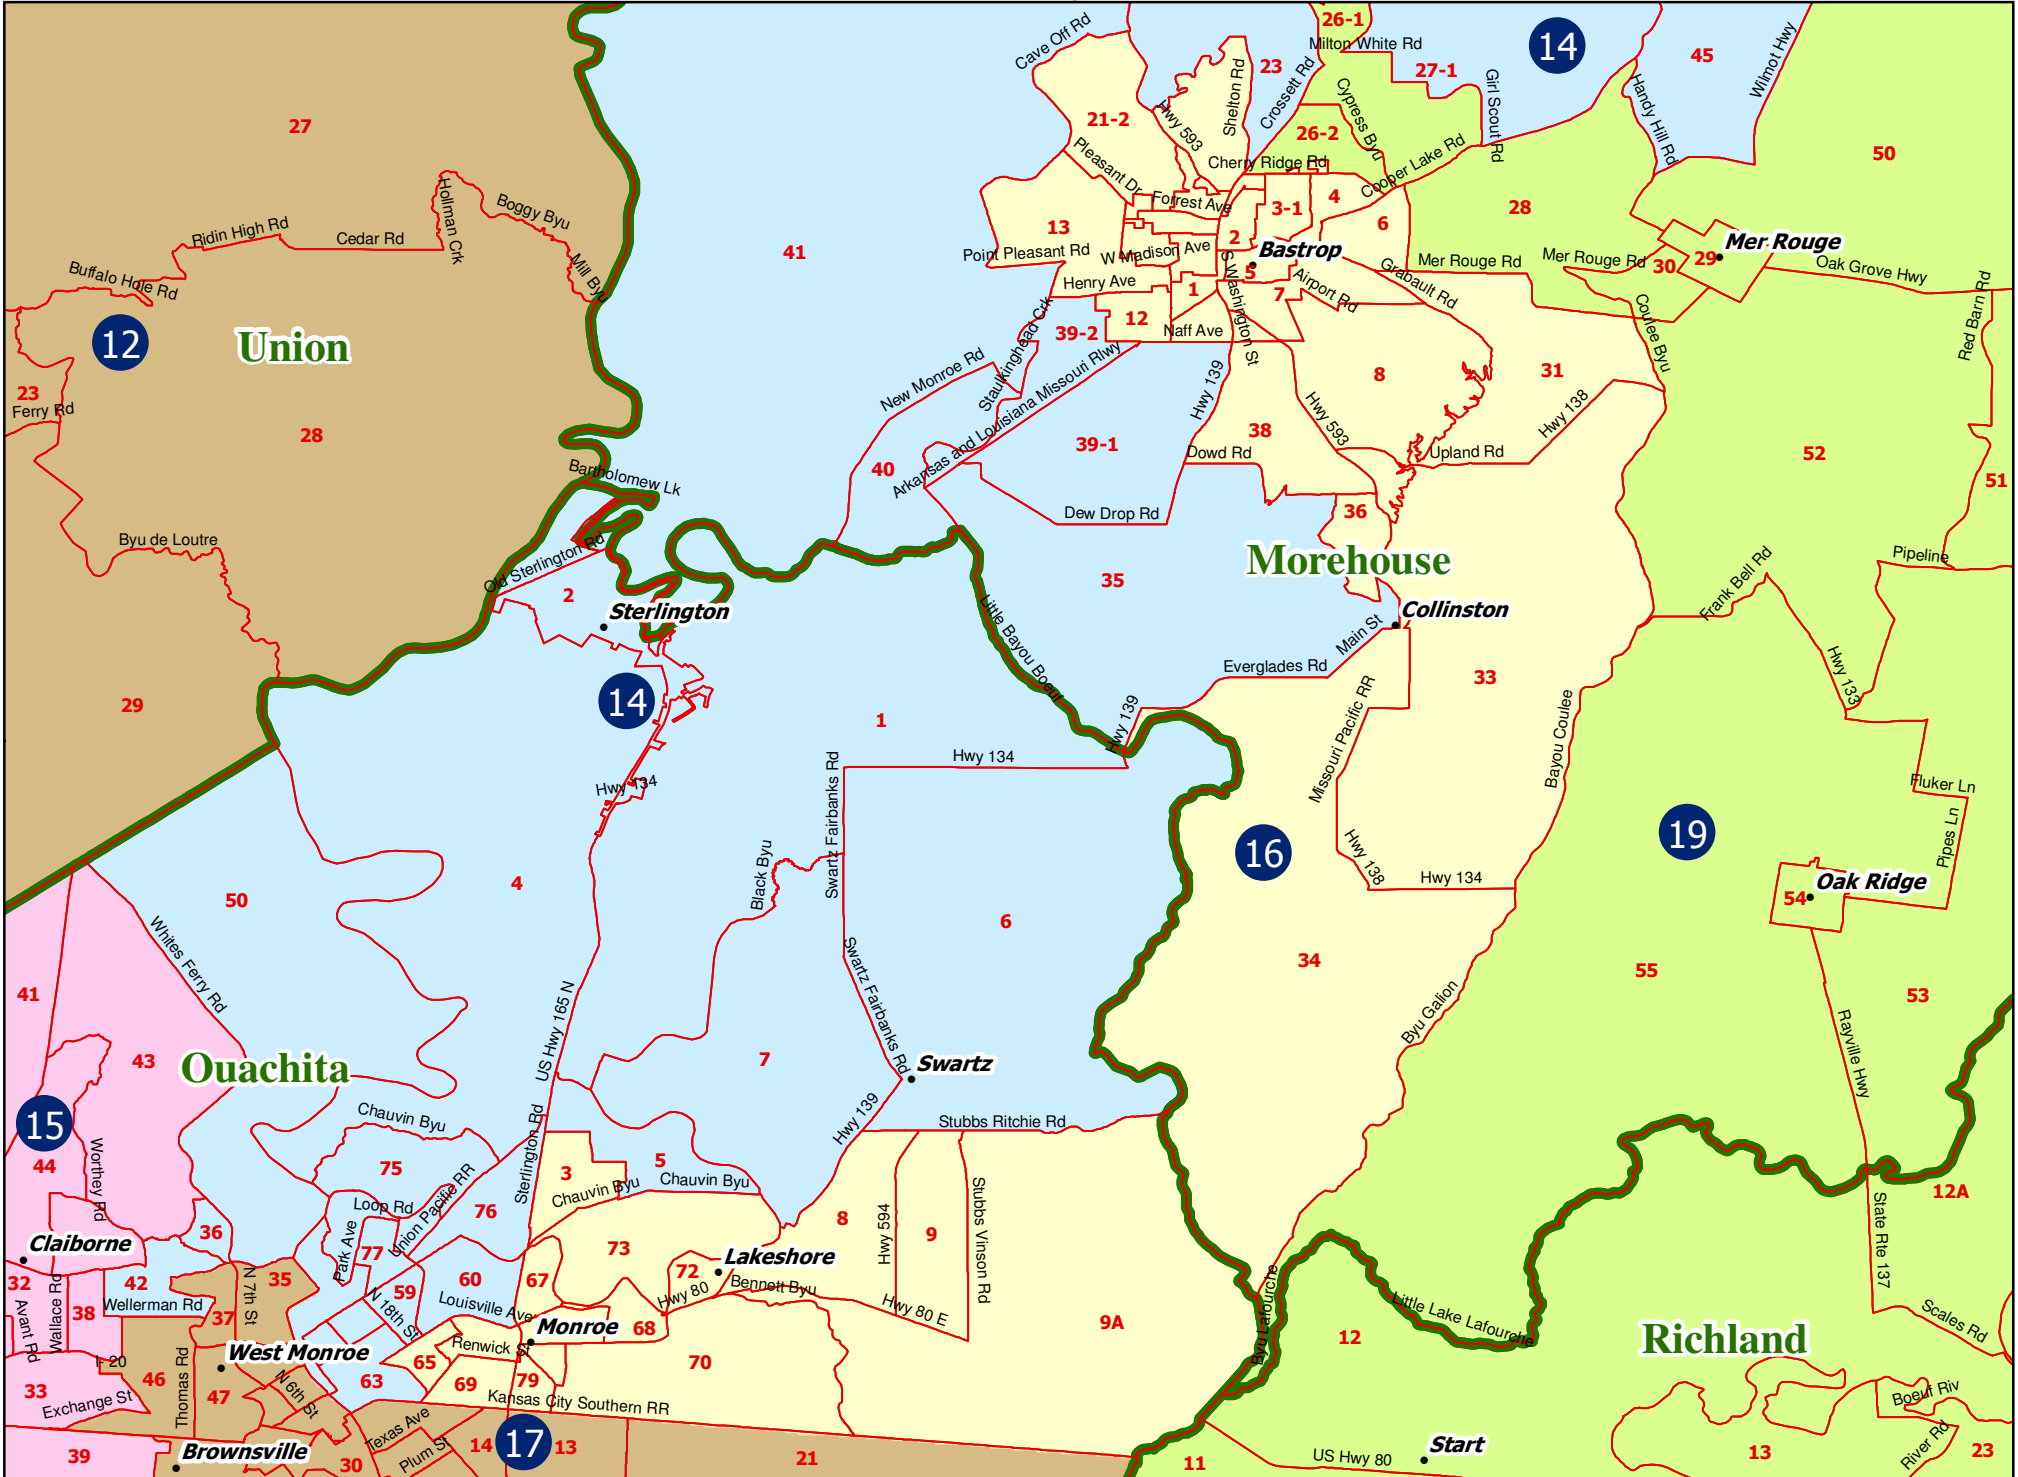 26-1
Milton White Rd
14
45
Wilmot Hwy
Cave Off Rd
23
27-1
Girl Scout Rd
Handy Hill Rd
Shelton Rd
Crossett Rd
Cypress Byu
27
21-2
Hwy 593
26-2
50
Pleasant Dr
Cherry Ridge Rd
Cooper Lake Rd
Hollman Crk
Boggy Byu
Forrest Ave
3-1
4
28
Ridin High Rd
Cedar Rd
13
6
2
Bastrop
Mer Rouge
41
Point Pleasant Rd
W Madison Ave
5
Mer Rouge Rd
Mer Rouge Rd
30
29
Oak Grove Hwy
Buffalo Hole Rd
Mill Byu
Henry Ave
1
S Washington St
7
Airport Rd
Grabault Rd
Coulee Byu
Red Barn Rd
12
Union
39-2
12
Naff Ave
Staulkinghead Crk
23
Ferry Rd
New Monroe Rd
Arkansas and Louisiana Missouri Rlwy
Hwy 139
8
31
Hwy 138
28
40
39-1
38
Hwy 593
Dowd Rd
Upland Rd
52
51
Bartholomew Lk
Dew Drop Rd
36
Byu de Loutre
Old Sterlington Rd
35
Morehouse
Pipeline
2
Sterlington
Little Bayou Boeuf
Collinston
Frank Bell Rd
Main St
Everglades Rd
33
Hwy 133
29
14
1
Hwy 139
Missouri Pacific RR
Bayou Coulee
Hwy 134
Hwy 134
Swartz Fairbanks Rd
Fluker Ln
16
19
Pipes Ln
Black Byu
Hwy 138
Hwy 134
50
4
54
Oak Ridge
6
Whites Ferry Rd
Swartz Fairbanks Rd
34
55
53
41
US Hwy 165 N
Byu Galion
Rayville Hwy
43
Ouachita
7
Swartz
15
Chauvin Byu
Hwy 139
Stubbs Ritchie Rd
44
Worthey Rd
75
Sterlington Rd
3
5
Chauvin Byu
Chauvin Byu
12A
Loop Rd
Union Pacific RR
76
8
Hwy 594
9
Stubbs Vinson Rd
State Rte 137
36
Claiborne
Park Ave
77
73
Lakeshore
32
42
N 7th St
35
59
60
67
72
Bennett Byu
Byu Lafourche
Avant Rd
Wallace Rd
38
Wellerman Rd
37
N 18th St
Louisville Ave
Hwy 80
Hwy 80 E
Little Lake Lafourche
Scales Rd
Monroe
68
9A
12
Richland
I- 20
West Monroe
Renwick St
65
70
33
Exchange St
46
Thomas Rd
47
N 6th St
63
69
79
Kansas City Southern RR
Boeuf Riv
39
Brownsville
30
Texas Ave
Plum St
14
17
13
21
11
Start
US Hwy 80
13
River Rd
23